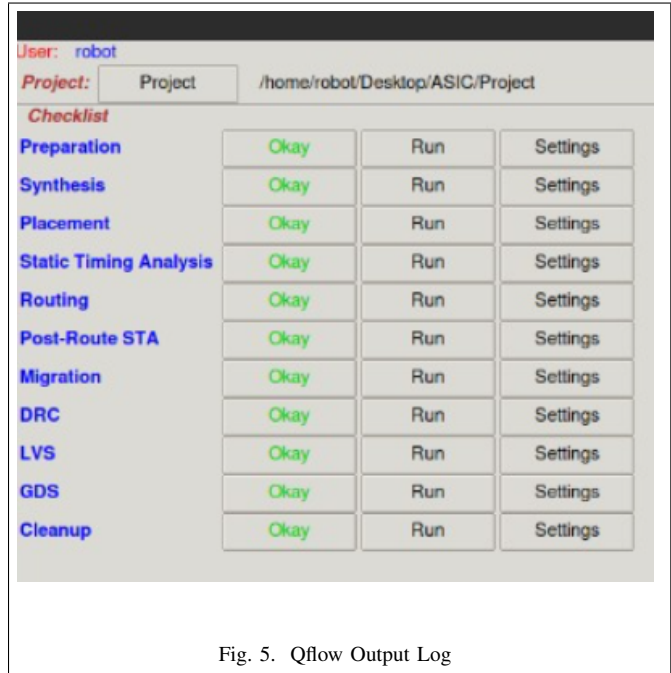 User: robot
Project: Project /home/robot/Desktop/ASIC/Project
Checklist
Preparation Okay Run Settings
Synthesis Okay Run Settings
Placement Okay Run Settings
Static Timing Analysis Okay Run Settings
Routing Okay Run Settings
Post-Route STA Okay Run Settings
Migration Okay Run Settings
DRC Okay Run Settings
LVS Okay Run Settings
GDS Okay Run Settings
Cleanup Okay Run Settings
Fig. 5. Qflow Output Log